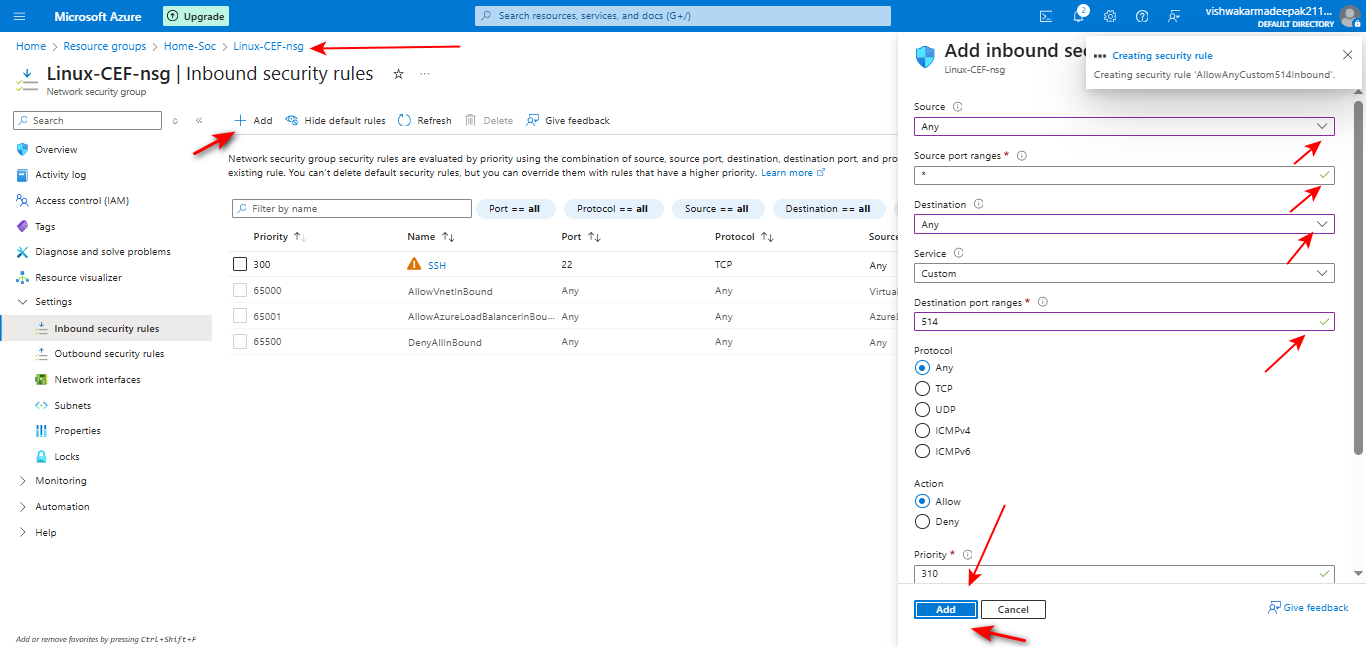 Microsoft Azure
Upgrade
Search resources, services, and docs (G+/)
2
vishwakarmadeepak211...
DEFAULT DIRECTORY
Home > Resource groups > Home-Soc > Linux-CEF-nsg
Linux-CEF-nsg | Inbound security rules
Network security group
Search
Overview
Activity log
Access control (IAM)
Tags
Diagnose and solve problems
Resource visualizer
Settings
Inbound security rules
Outbound security rules
Network interfaces
Subnets
Properties
Locks
Monitoring
Automation
Help
Add or remove favorites by pressing Ctrl+Shift+F
Add Hide default rules Refresh Delete Give feedback
Network security group security rules are evaluated by priority using the combination of source, source port, destination, destination port, and pro
existing rule. You can't delete default security rules, but you can override them with rules that have a higher priority. Learn more
Filter by name
Port == all Protocol == all Source == all Destination == all
Priority Name Port Protocol Source
300 SSH 22 TCP Any
65000 AllowVnetInBound Any Any Virtual
65001 AllowAzureLoadBalancerInBou... Any Any AzureL
65500 DenyAllInBound Any Any Any
Add inbound sec
Linux-CEF-nsg
Creating security rule
Creating security rule 'AllowAnyCustom514Inbound'.
Source
Any
Source port ranges *
*
Destination
Any
Service
Custom
Destination port ranges *
514
Protocol
Any
TCP
UDP
ICMPv4
ICMPv6
Action
Allow
Deny
Priority *
310
Add Cancel
Give feedback